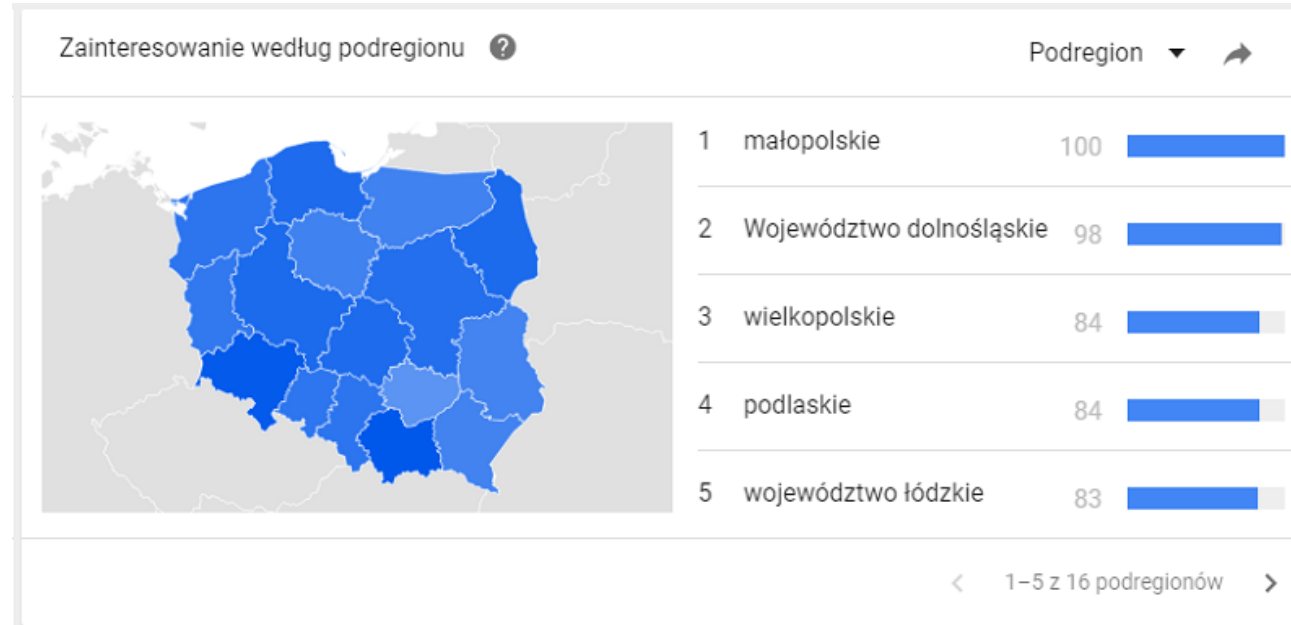 Zainteresowanie według podregionu ?
Podregion
1 małopolskie 100
2 Województwo dolnośląskie 98
3 wielkopolskie 84
4 podlaskie 84
5 województwo łódzkie 83
1–5 z 16 podregionów